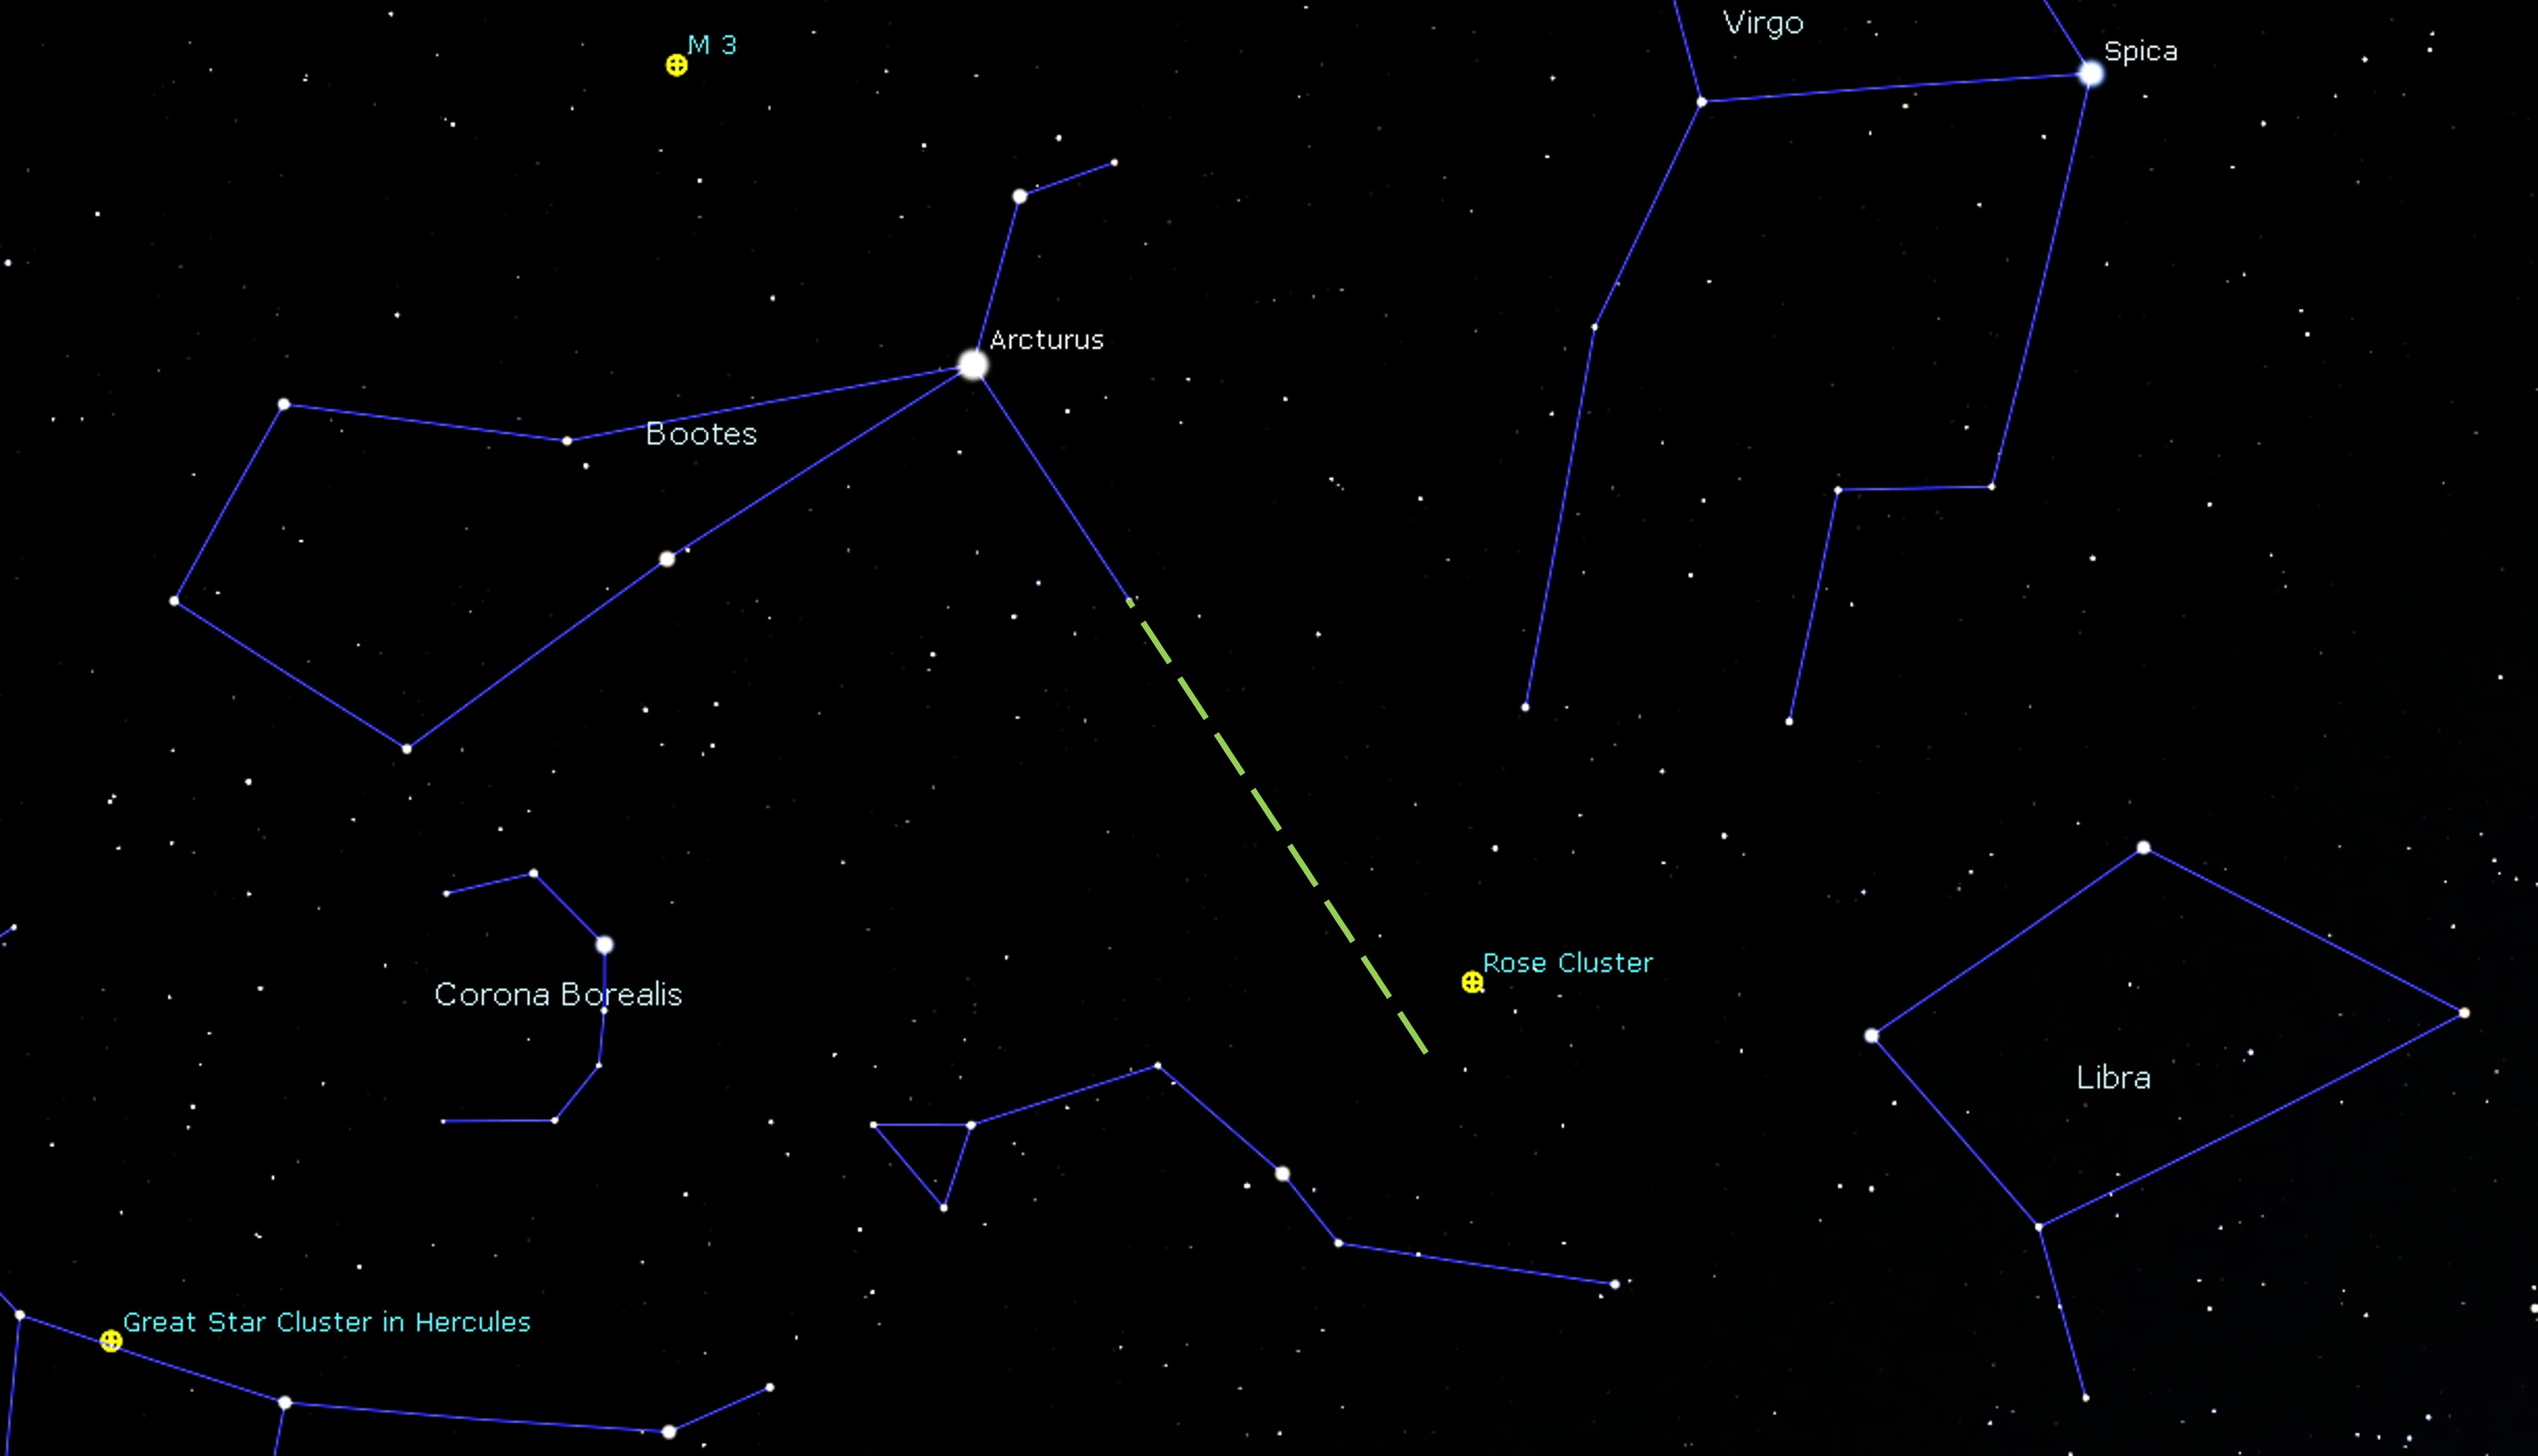 Virgo
M 3
Spica
Arcturus
Bootes
Rose Cluster
Corona Borealis
Libra
Great Star Cluster in Hercules